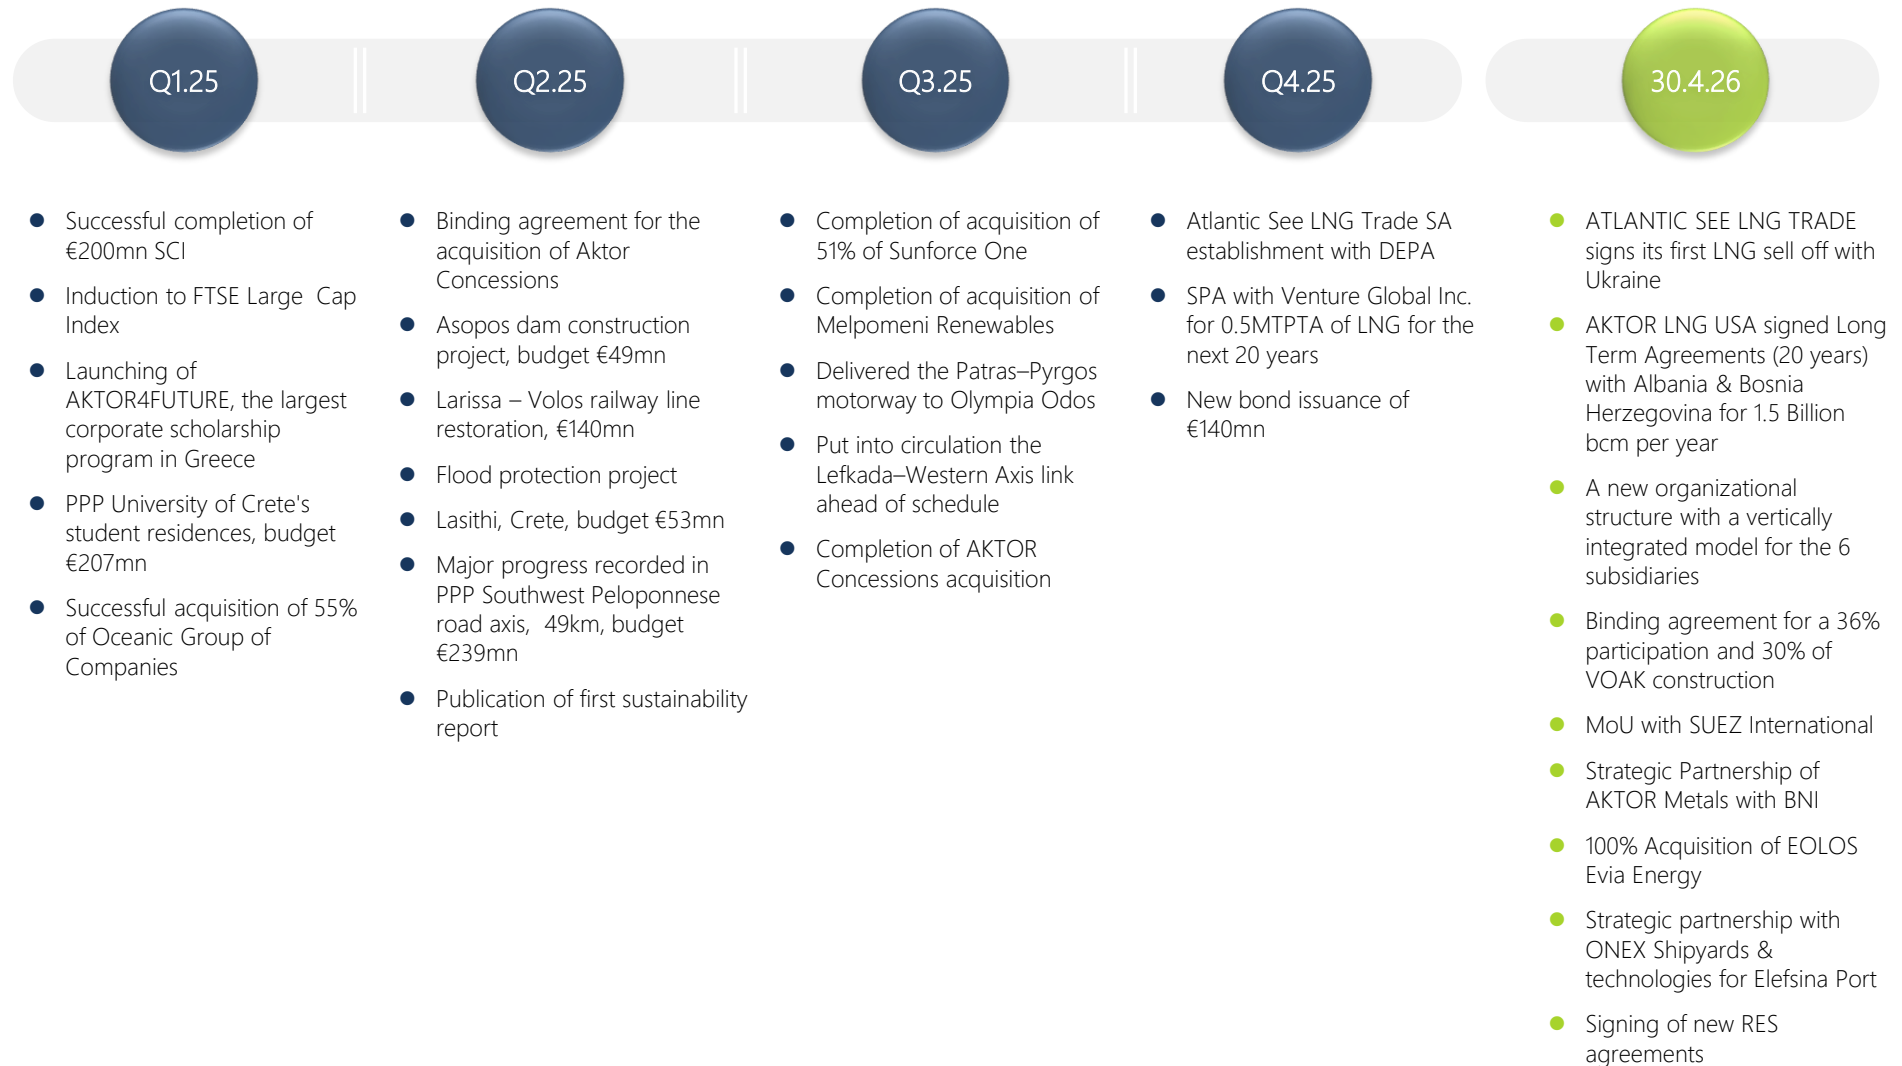 Q1.25
Q2.25
Q3.25
Q4.25
30.4.26
Successful completion of
€200mn SCI
Induction to FTSE Large  Cap
Index
Launching of
AKTOR4FUTURE, the largest
corporate scholarship
program in Greece
PPP University of Crete's
student residences, budget
€207mn
Successful acquisition of 55%
of Oceanic Group of
Companies
Binding agreement for the
acquisition of Aktor
Concessions
Asopos dam construction
project, budget €49mn
Larissa – Volos railway line
restoration, €140mn
Flood protection project
Lasithi, Crete, budget €53mn
Major progress recorded in
PPP Southwest Peloponnese
road axis,  49km, budget
€239mn
Publication of first sustainability
report
Completion of acquisition of
51% of Sunforce One
Completion of acquisition of
Melpomeni Renewables
Delivered the Patras–Pyrgos
motorway to Olympia Odos
Put into circulation the
Lefkada–Western Axis link
ahead of schedule
Completion of AKTOR
Concessions acquisition
Atlantic See LNG Trade SA
establishment with DEPA
SPA with Venture Global Inc.
for 0.5MTPTA of LNG for the
next 20 years
New bond issuance of
€140mn
ATLANTIC SEE LNG TRADE
signs its first LNG sell off with
Ukraine
AKTOR LNG USA signed Long
Term Agreements (20 years)
with Albania & Bosnia
Herzegovina for 1.5 Billion
bcm per year
A new organizational
structure with a vertically
integrated model for the 6
subsidiaries
Binding agreement for a 36%
participation and 30% of
VOAK construction
MoU with SUEZ International
Strategic Partnership of
AKTOR Metals with BNI
100% Acquisition of EOLOS
Evia Energy
Strategic partnership with
ONEX Shipyards &
technologies for Elefsina Port
Signing of new RES
agreements